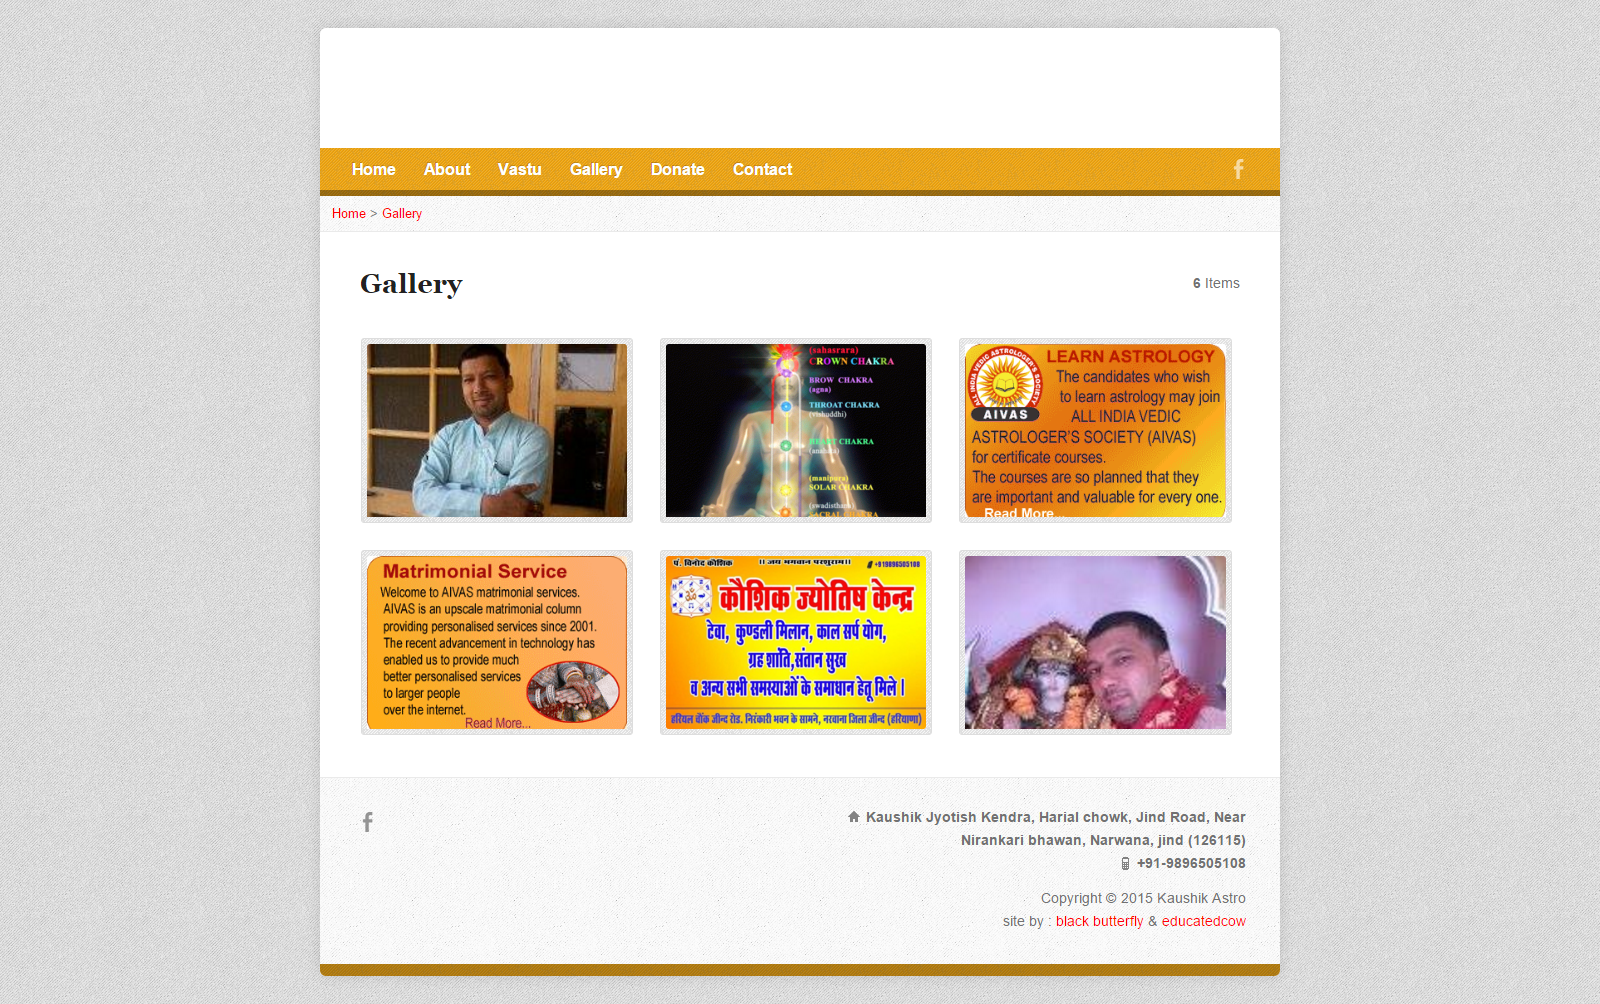 Home About Vastu Gallery Donate Contact
Home > Gallery
Gallery
6 Items
(sahasrara)
CROWN CHAKRA
BROW CHAKRA
(agna)
THROAT CHAKRA
(vishuddhi)
HEART CHAKRA
(anahata)
(manipura)
SOLAR CHAKRA
(swadisthana)
SACRAL CHAKRA
ALL INDIA VEDIC ASTROLOGER'S SOCIETY
AIVAS
LEARN ASTROLOGY
The candidates who wish
to learn astrology may join
ALL INDIA VEDIC
ASTROLOGER'S SOCIETY (AIVAS)
for certificate courses.
The courses are so planned that they
are important and valuable for every one.
Read More...
Matrimonial Service
Welcome to AIVAS matrimonial services.
AIVAS is an upscale matrimonial column
providing personalised services since 2001.
The recent advancement in technology has
enabled us to provide much
better personalised services
to larger people
over the internet.
Read More...
पं. विनोद कौशिक ।। जय भगवान परशुराम।। +919896505108
कौशिक ज्योतिष केन्द्र
टेवा, कुण्डली मिलान, काल सर्प योग,
ग्रह शांति,संतान सुख
व अन्य सभी समस्याओं के समाधान हेतू मिले।
हरियल चौंक जीन्द रोड. निरंकारी भवन के सामने, नरवाना जिला जीन्द (हरियाणा)
Kaushik Jyotish Kendra, Harial chowk, Jind Road, Near
Nirankari bhawan, Narwana, jind (126115)
+91-9896505108
Copyright © 2015 Kaushik Astro
site by : black butterfly & educatedcow